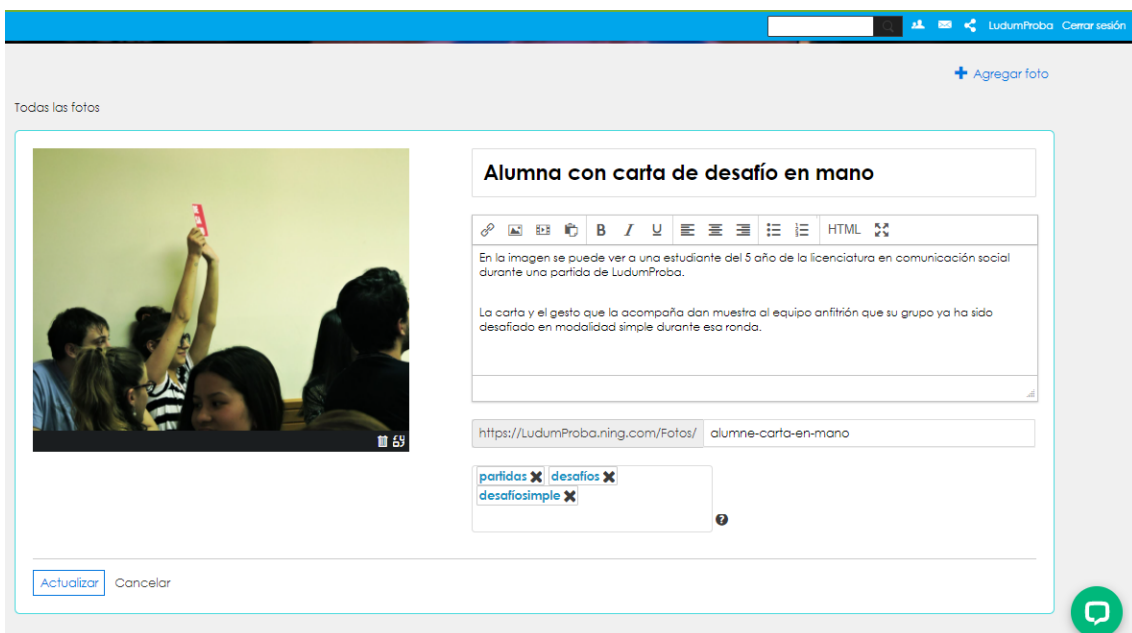 LudumProba Cerrar sesión
Agregar foto
Todas las fotos
Alumna con carta de desafío en mano
B I U HTML
En la imagen se puede ver a una estudiante del 5 año de la licenciatura en comunicación social
durante una partida de LudumProba.
La carta y el gesto que la acompaña dan muestra al equipo anfitrión que su grupo ya ha sido
desafiado en modalidad simple durante esa ronda.
https://LudumProba.ning.com/Fotos/ alumne-carta-en-mano
partidas desafíos
desafíosimple
Actualizar Cancelar